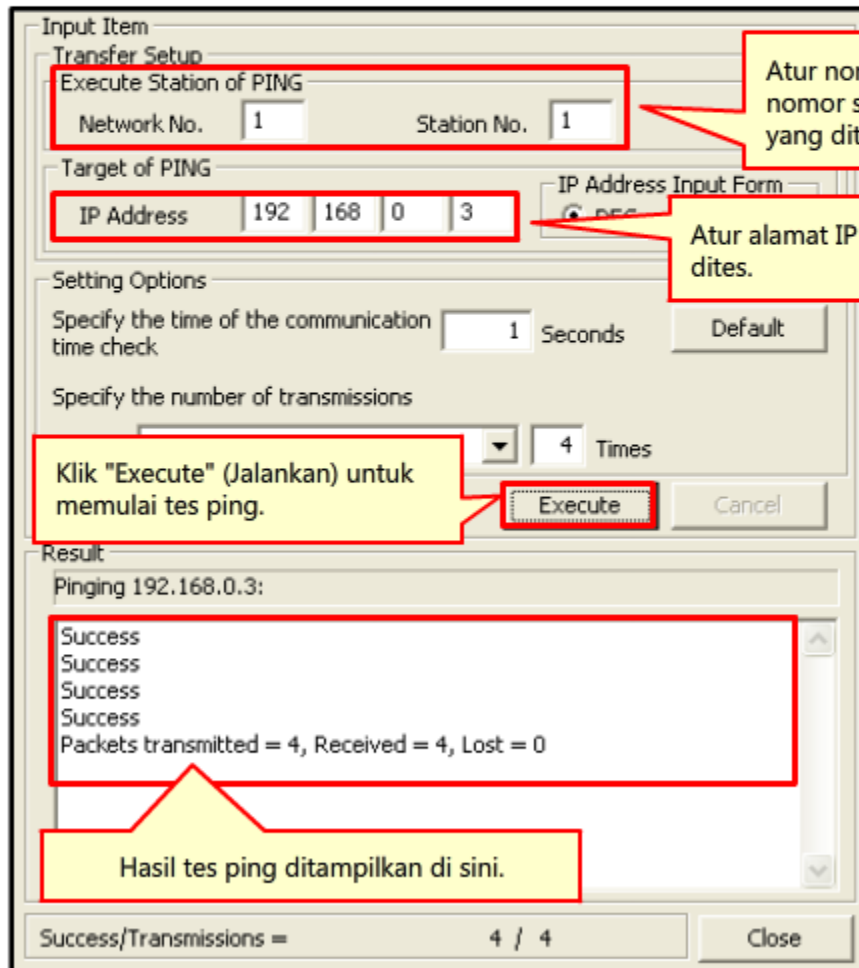 Input Item
Transfer Setup
Execute Station of PING
Network No. 1 Station No. 1
Atur
nomor
yang
Target of PING
IP Address 192 168 0 3
IP Address Input Form
Atur alamat IP
dites.
Setting Options
Specify the time of the communication
time check
1 Seconds Default
Specify the number of transmissions
4 Times
Klik "Execute" (Jalankan) untuk
memulai tes ping.
Execute Cancel
Result
Pinging 192.168.0.3:
Success
Success
Success
Success
Packets transmitted = 4, Received = 4, Lost = 0
Hasil tes ping ditampilkan di sini.
Success/Transmissions = 4 / 4 Close